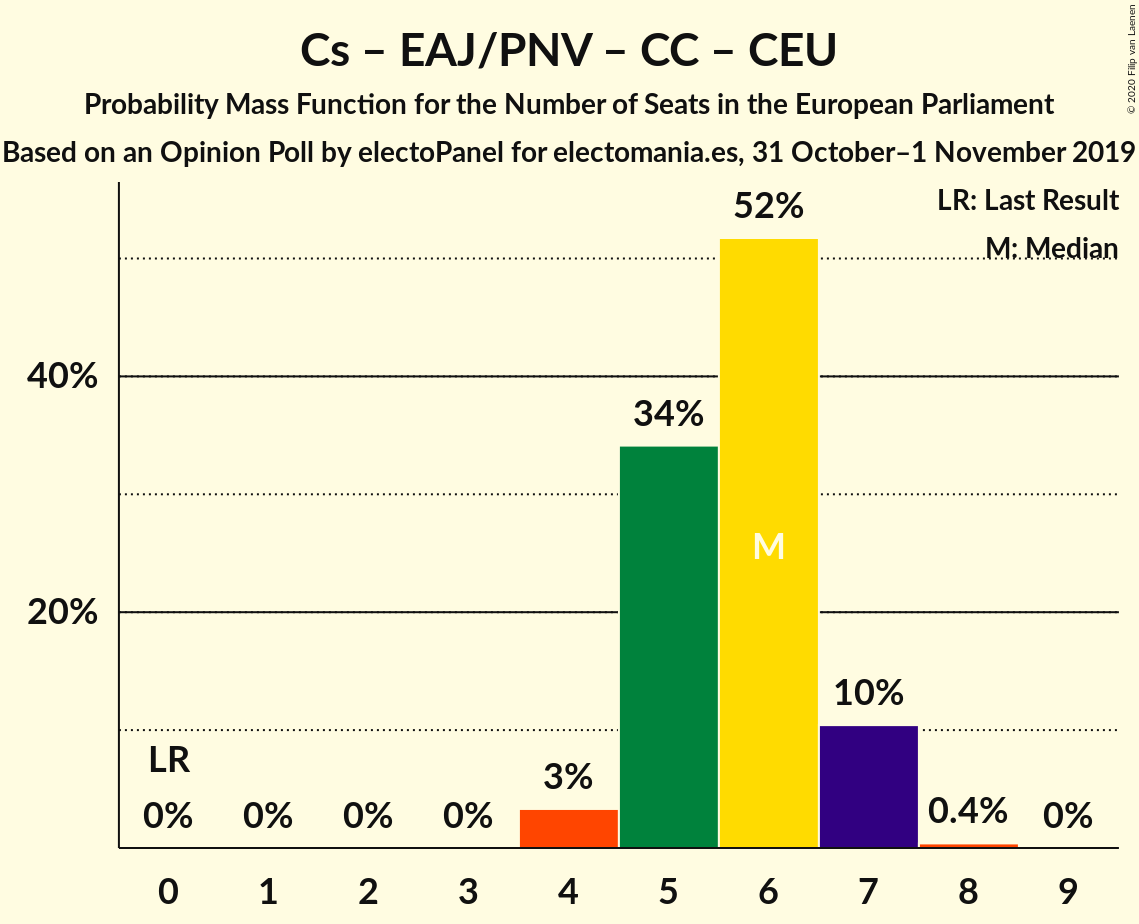 Cs – EAJ/PNV – CC – CEU
Probability Mass Function for the Number of Seats in the European Parliament
Based on an Opinion Poll by electoPanel for electomania.es, 31 October–1 November 2019
© 2020 Filip van Laenen
LR: Last Result
M: Median
52%
40%
34%
M
20%
10%
LR
3%
0% 0% 0% 0% 0.4% 0%
0 1 2 3 4 5 6 7 8 9